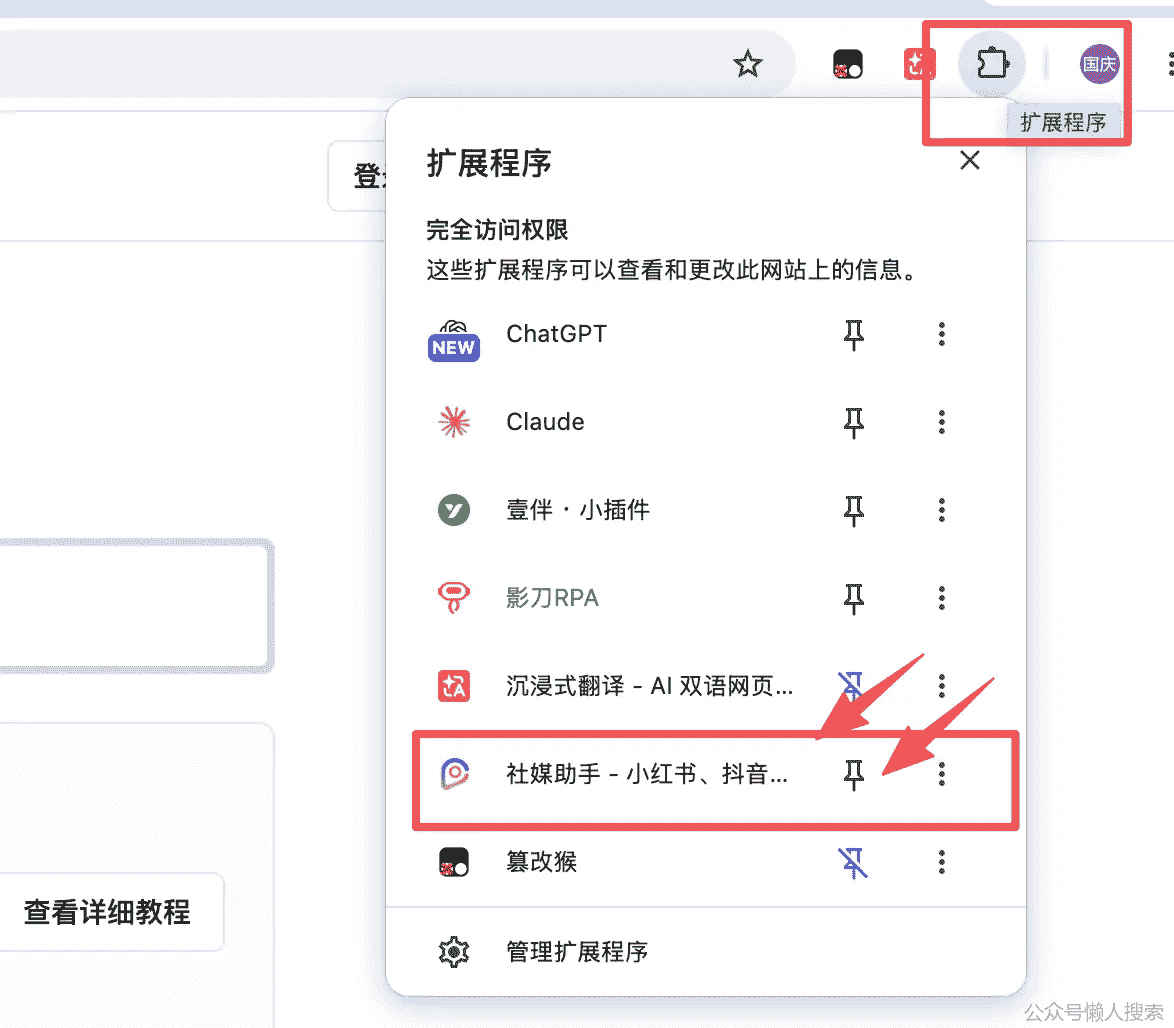 国庆
扩展程序
登
扩展程序
完全访问权限
这些扩展程序可以查看和更改此网站上的信息。
NEW
ChatGPT
Claude
壹伴·小插件
影刀RPA
沉浸式翻译 - AI 双语网页...
社媒助手 - 小红书、抖音...
篡改猴
管理扩展程序
查看详细教程
公众号懒人搜索